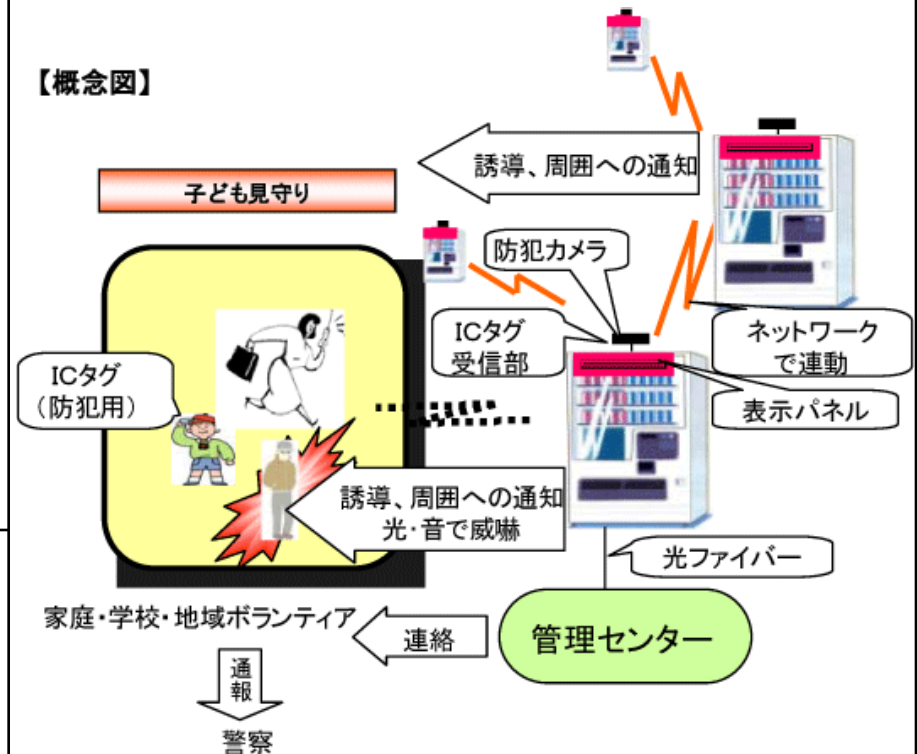 【概念図】
誘導、周囲への通知
子ども見守り
防犯カメラ
ICタグ
受信部
ネットワーク
で連動
ICタグ
（防犯用）
表示パネル
誘導、周囲への通知
光・音で威嚇
光ファイバー
家庭・学校・地域ボランティア
連絡
管理センター
通
報
警察